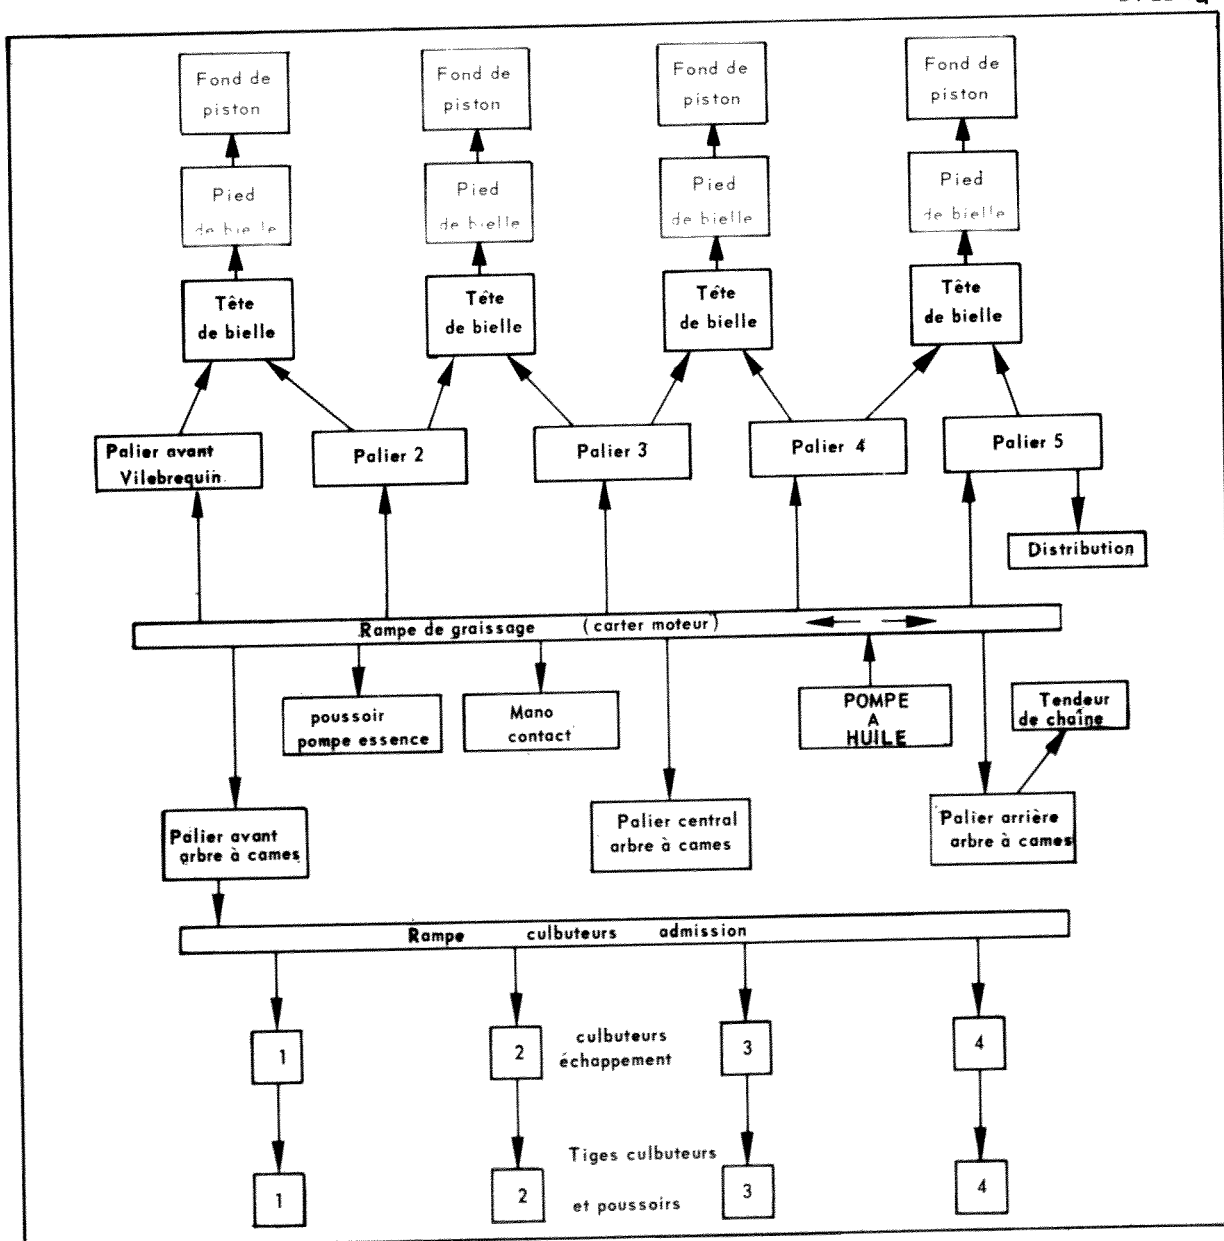 Fond de
piston
Fond de
piston
Fond de
piston
Fond de
piston
Pied
de bielle
Pied
de bielle
Pied
de bielle
Pied
de bielle
Tête
de bielle
Tête
de bielle
Tête
de bielle
Tête
de bielle
Palier avant
Vilebrequin
Palier 2
Palier 3
Palier 4
Palier 5
Distribution
Rampe de graissage (carter moteur)
poussoir
pompe essence
Mano
contact
POMPE
A
HUILE
Tendeur
de chaîne
Palier avant
arbre à cames
Palier central
arbre à cames
Palier arrière
arbre à cames
Rampe culbuteurs admission
1
2
culbuteurs
échappement
3
4
1
2
Tiges culbuteurs
et poussoirs
3
4